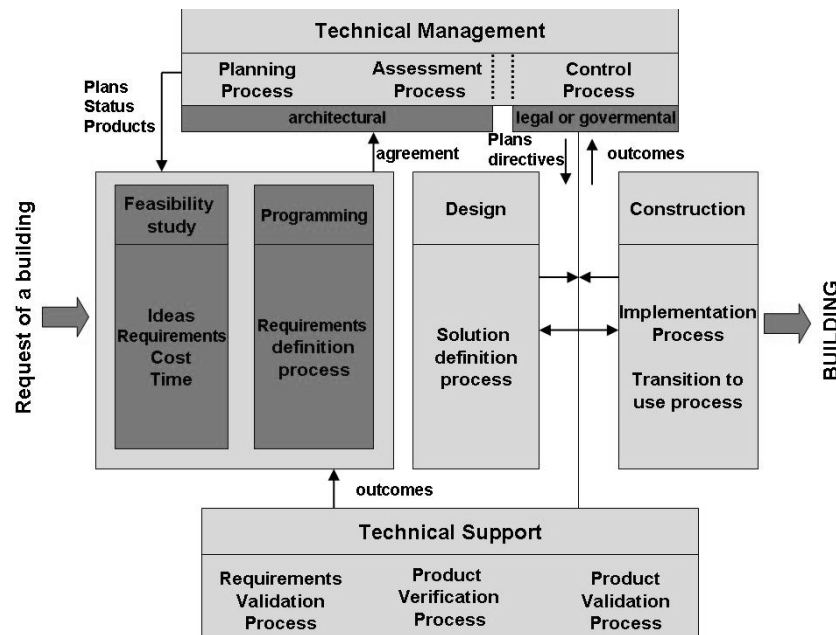 Technical Management
Planning
Process
Assessment
Process
Control
Process
architectural
legal or govermental
Plans
Status
Products
agreement
Plans
directives
outcomes
Request of a building
Feasibility
study
Ideas
Requirements
Cost
Time
Programming
Requirements
definition
process
Design
Solution
definition
process
Construction
Implementation
Process
Transition to
use process
BUILDING
outcomes
Technical Support
Requirements
Validation
Process
Product
Verification
Process
Product
Validation
Process